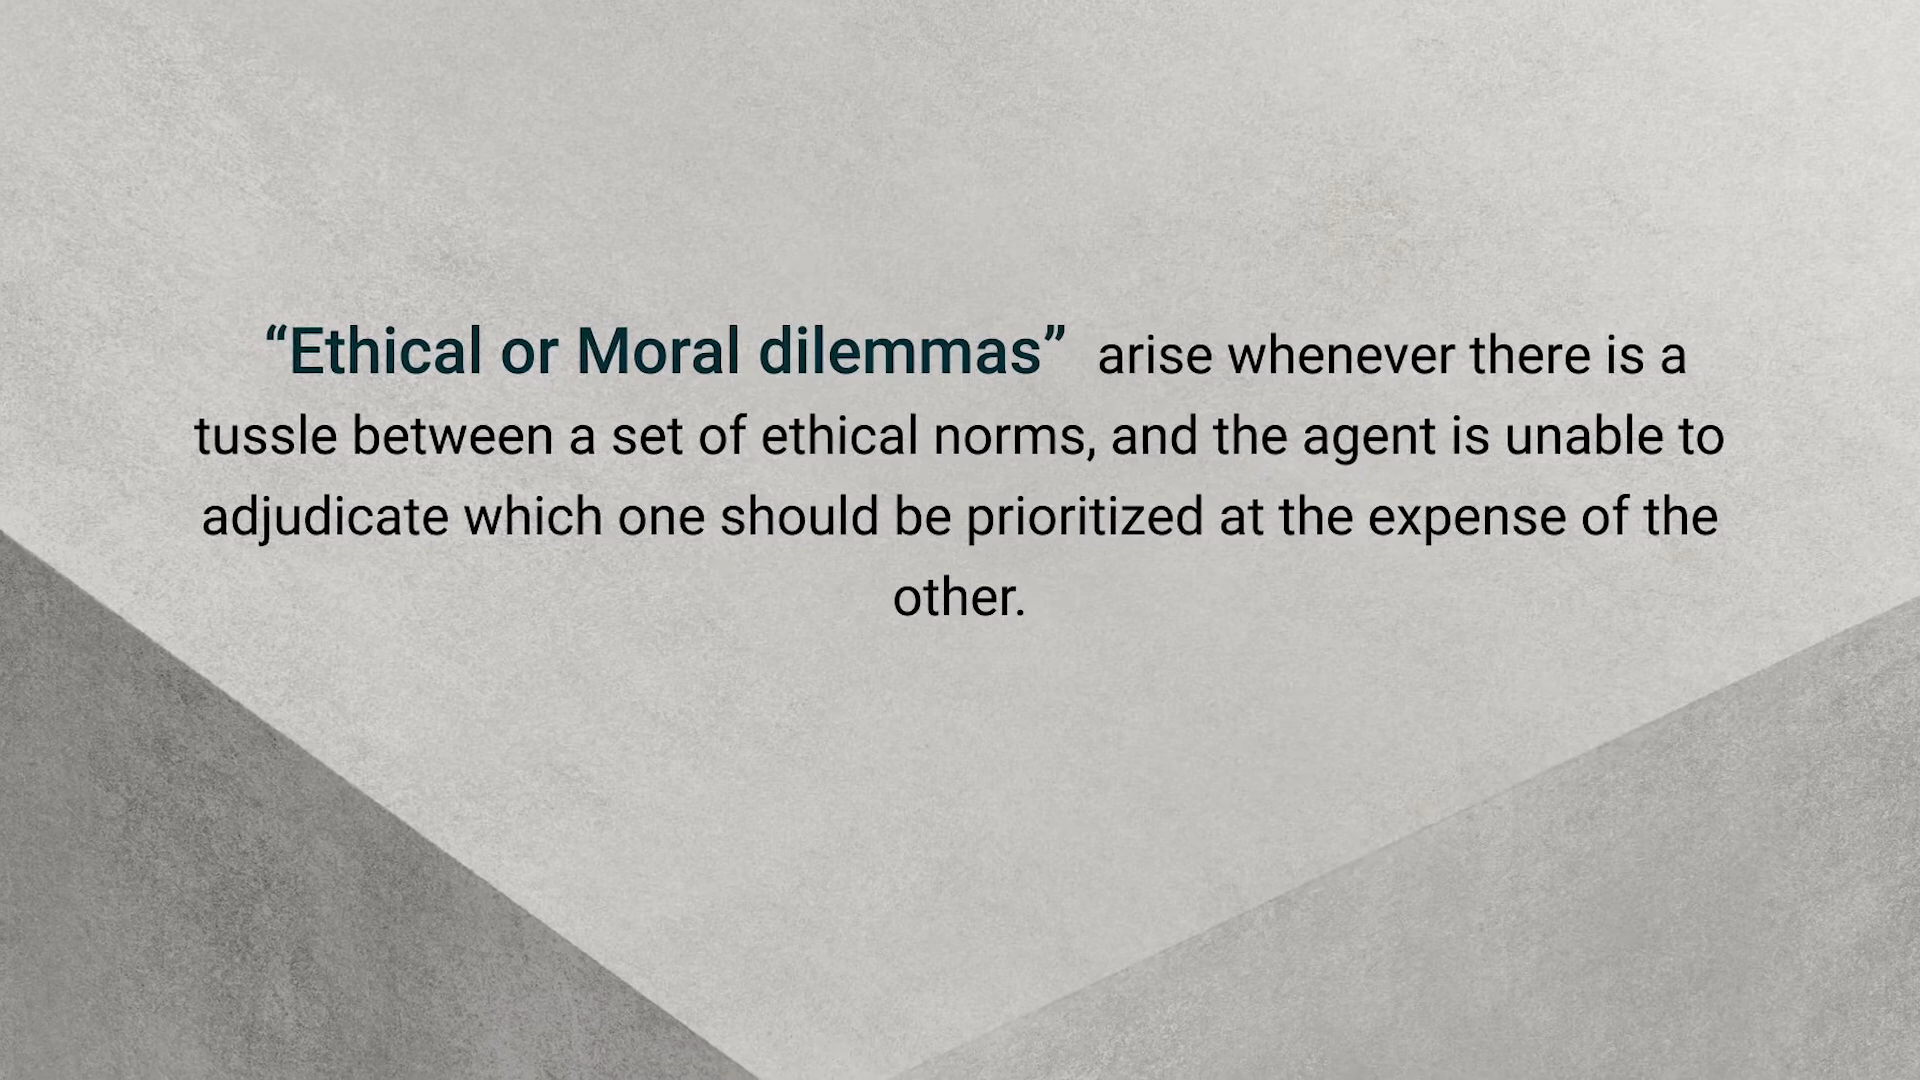 “Ethical or Moral dilemmas” arise whenever there is a
tussle between a set of ethical norms, and the agent is unable to
adjudicate which one should be prioritized at the expense of the
other.